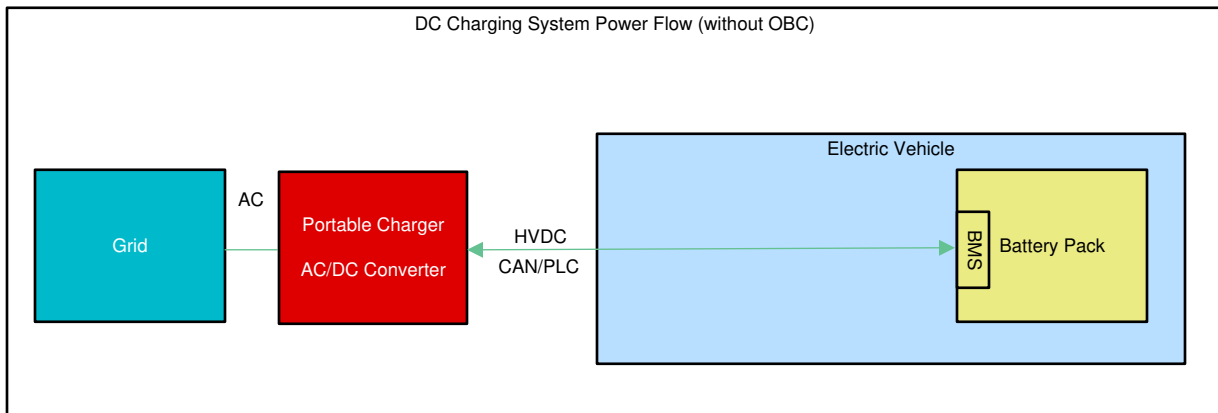 DC Charging System Power Flow (without OBC)
Electric Vehicle
Grid
AC
Portable Charger
AC/DC Converter
HVDC
CAN/PLC
BMS
Battery Pack